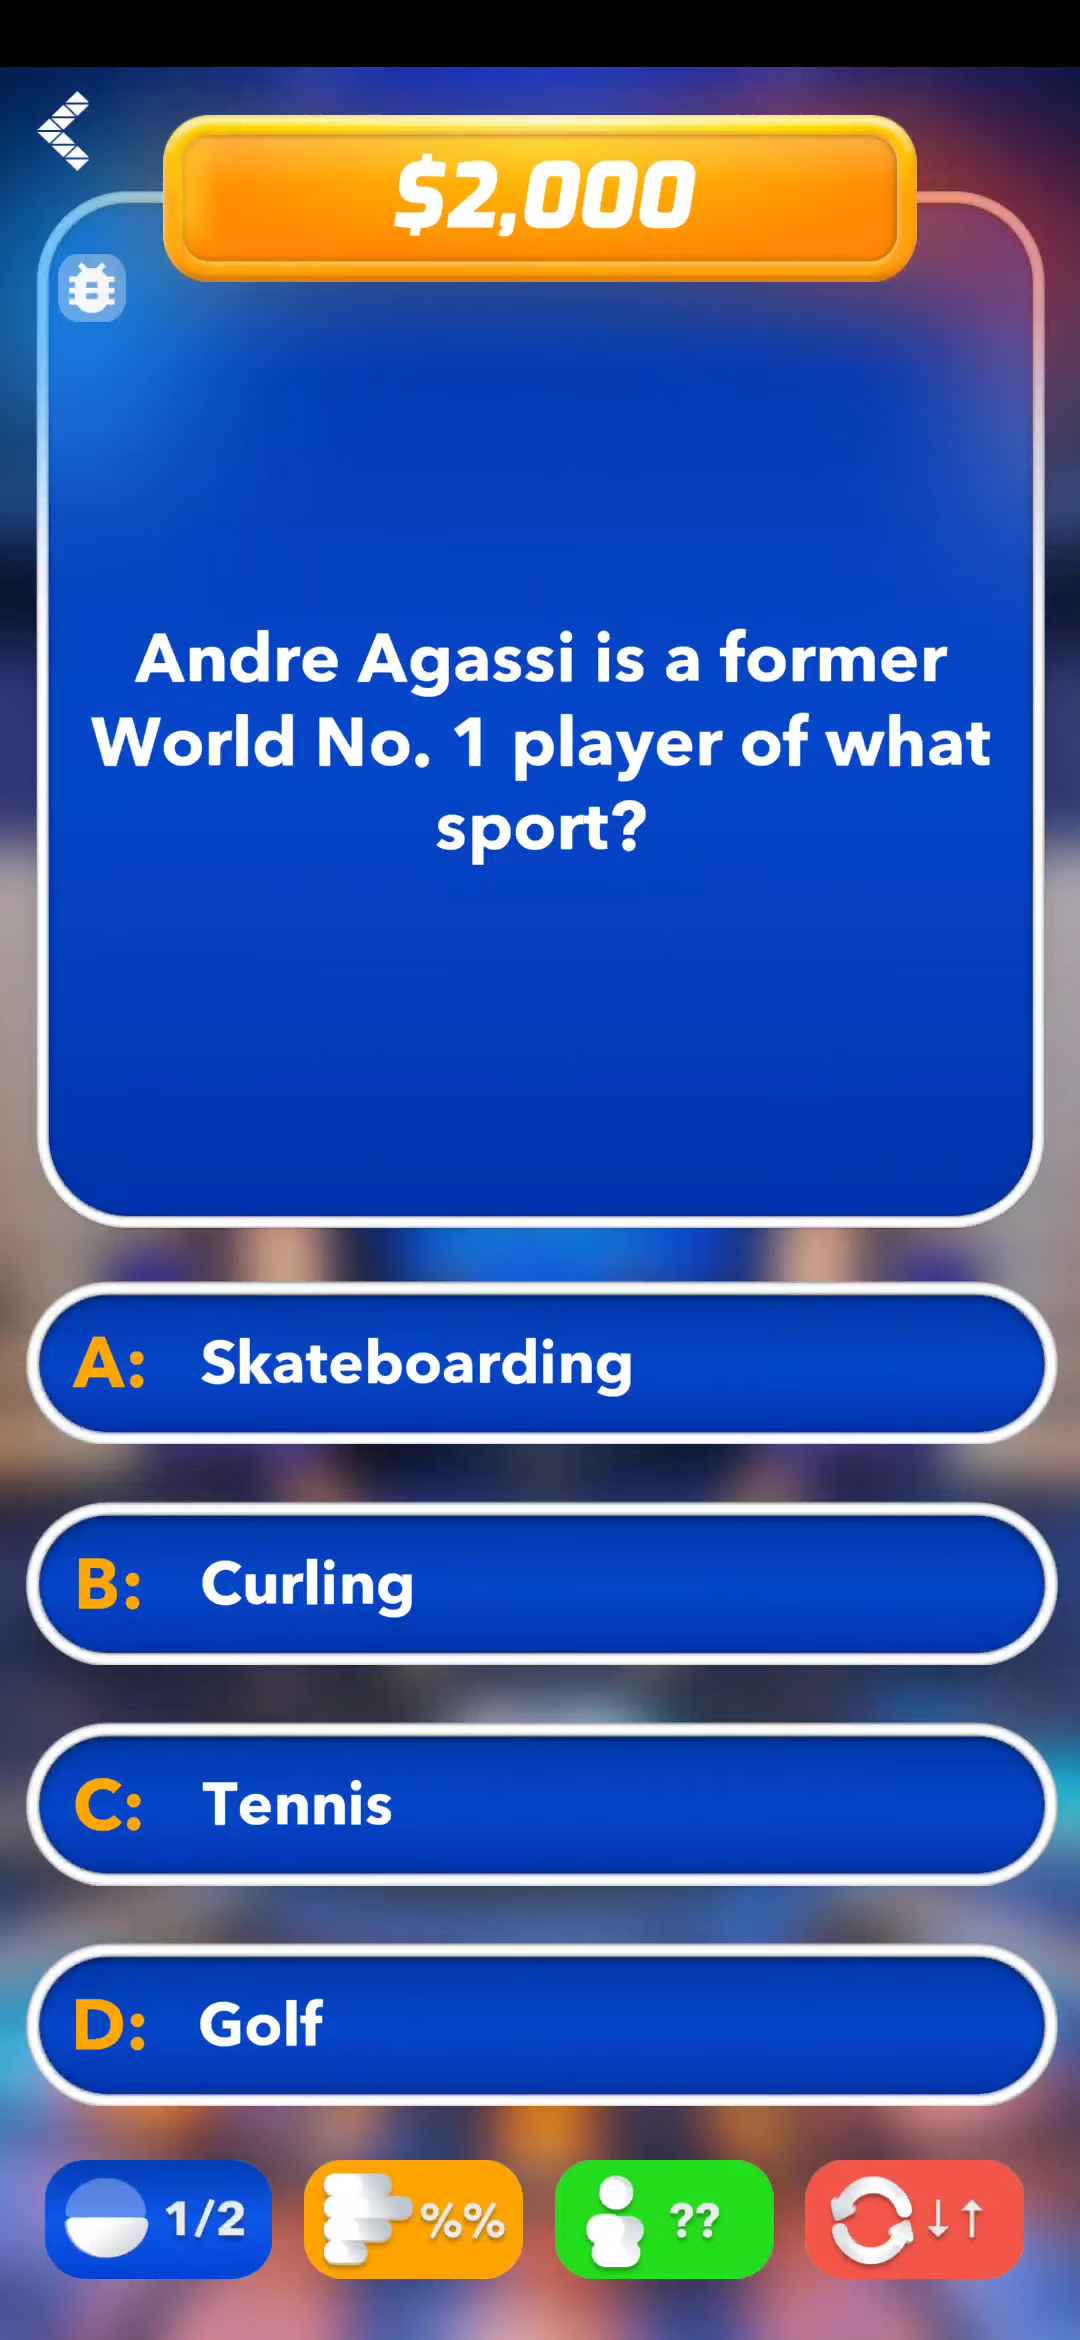 $2,000
Andre Agassi is a former
World No. 1 player of what
sport?
A: Skateboarding
B: Curling
C: Tennis
D: Golf
1/2 %% ?? ↓↑